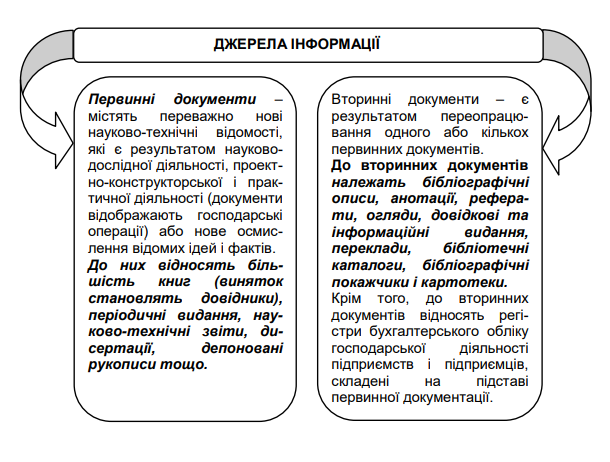 ДЖЕРЕЛА ІНФОРМАЦІЇ
Первинні документи –
містять переважно нові
науково-технічні відомості,
які є результатом науково-
дослідної діяльності, проект-
но-конструкторської і прак-
тичної діяльності (документи
відображають господарські
операції) або нове осмис-
лення відомих ідей і фактів.
До них відносять біль-
шість книг (виняток
становлять довідники),
періодичні видання, нау-
ково-технічні звіти, ди-
сертації, депоновані
рукописи тощо.
Вторинні документи – є
результатом переопрацю-
вання одного або кількох
первинних документів.
До вторинних документів
належать бібліографічні
описи, анотації, рефера-
ти, огляди, довідкові та
інформаційні видання,
переклади, бібліотечні
каталоги, бібліографічні
покажчики і картотеки.
Крім того, до вторинних
документів відносять регі-
стри бухгалтерського обліку
господарської діяльності
підприємств і підприємців,
складені на підставі
первинної документації.